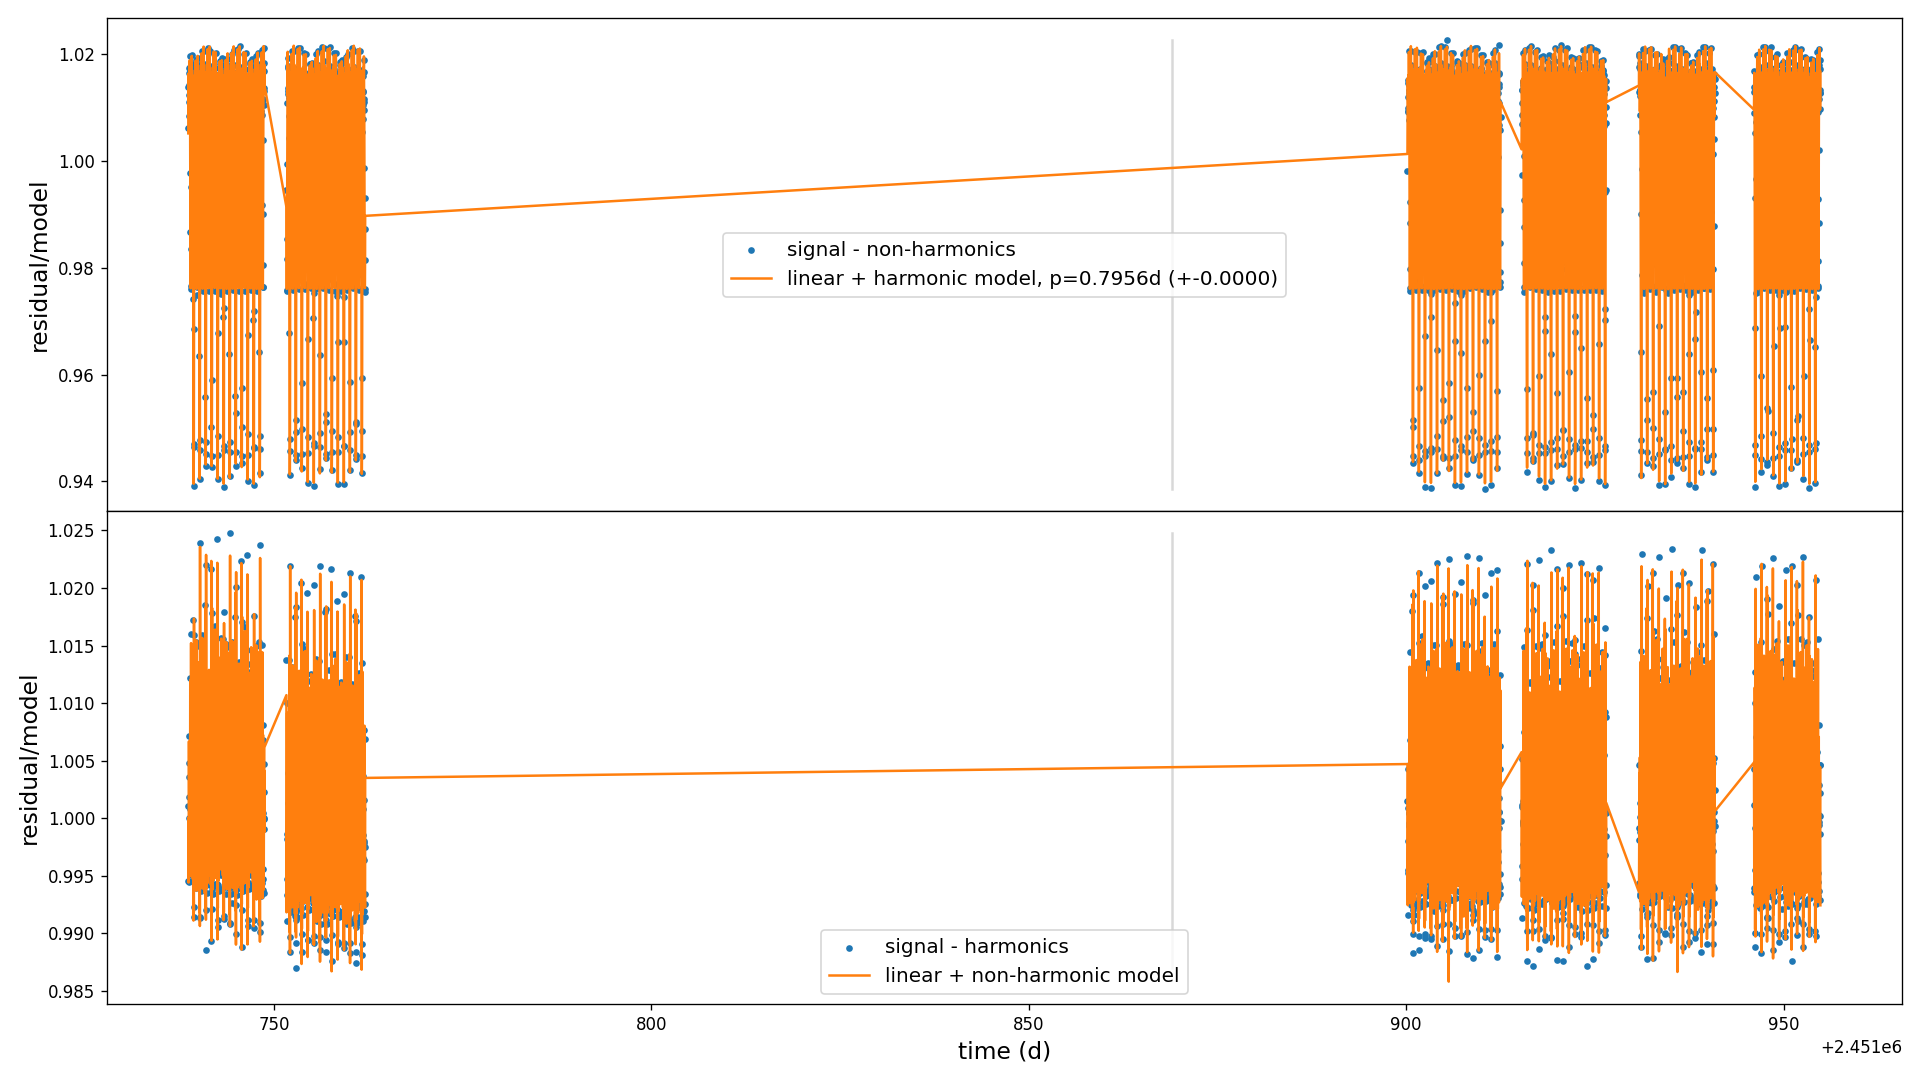 residual/model
1.02
1.00
0.98
0.96
0.94
signal - non-harmonics
linear + harmonic model, p=0.7956d (+-0.0000)
residual/model
1.025
1.020
1.015
1.010
1.005
1.000
0.995
0.990
0.985
signal - harmonics
linear + non-harmonic model
750 800 850 900 950
time (d)
+2.451e6